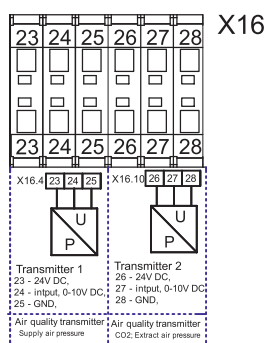 X16
23 24 25 26 27 28
23 24 25 26 27 28
X16.4 23 24 25
X16.10 26 27 28
U
P
U
P
Transmitter 1
23 - 24V DC,
24 - intput, 0-10V DC,
25 - GND,
Transmitter 2
26 - 24V DC,
27 - intput, 0-10V DC
28 - GND,
Air quality transmitter
Supply air pressure
Air quality transmitter
CO2; Extract air pressure